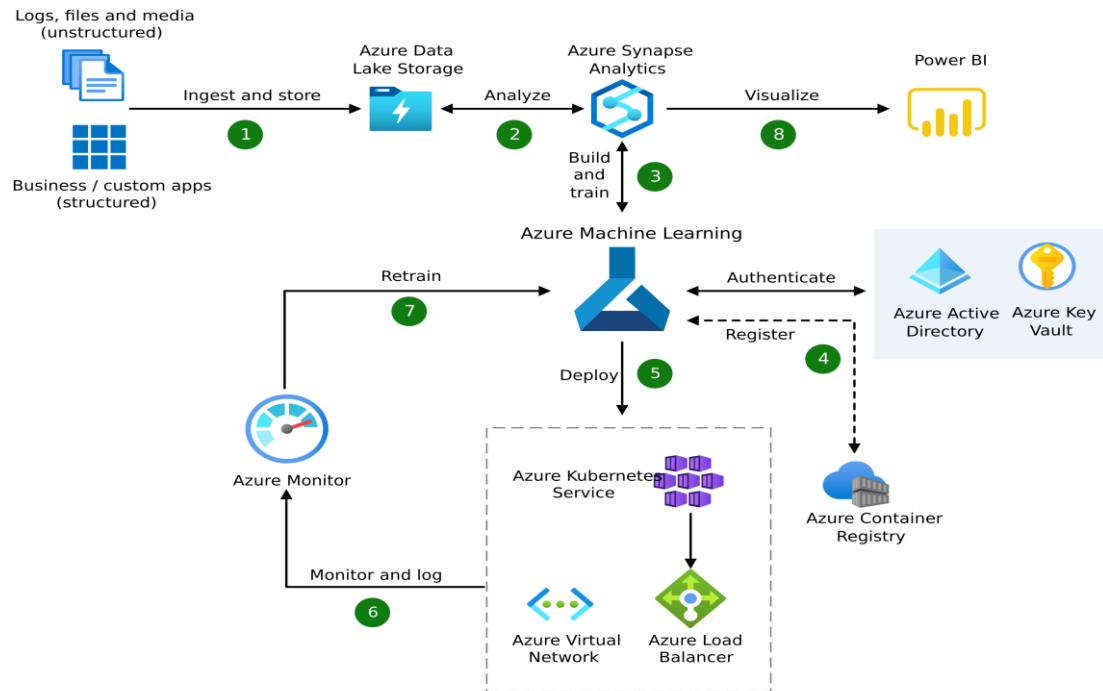 Logs, files and media
(unstructured)
Azure Data
Lake Storage
Azure Synapse
Analytics
Power BI
Ingest and store
Analyze
Visualize
1
2
8
Build
and
train
3
Business / custom apps
(structured)
Azure Machine Learning
Retrain
7
Authenticate
Azure Active
Directory
Azure Key
Vault
Register
4
Deploy
5
Azure Monitor
Azure Kubernetes
Service
Azure Container
Registry
Monitor and log
6
Azure Virtual
Network
Azure Load
Balancer